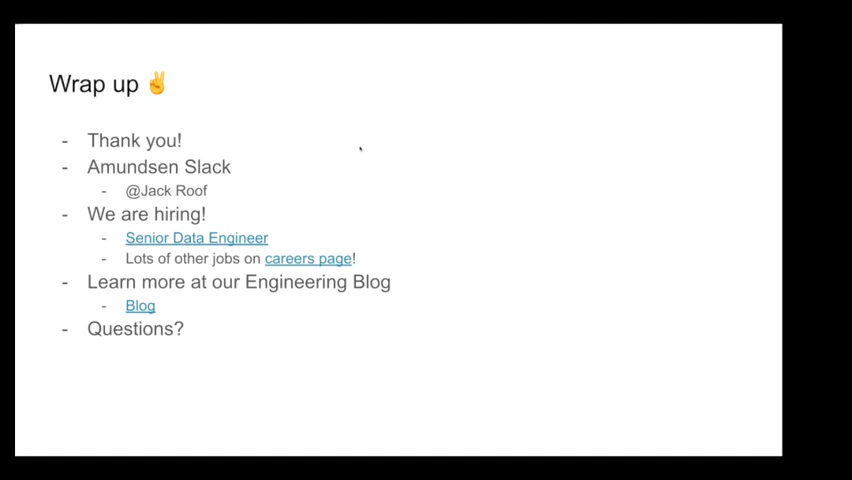 Wrap up ✌️
- Thank you!
- Amundsen Slack
- @Jack Roof
- We are hiring!
- Senior Data Engineer
- Lots of other jobs on careers page!
- Learn more at our Engineering Blog
- Blog
- Questions?